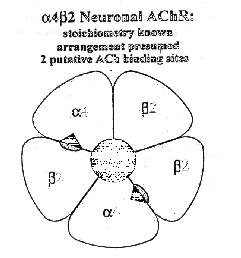 α4β2 Neuronal AChR:
stoichiometry known
arrangement presumed
2 putative ACh binding sites
α4 β2
β2 β2
α4